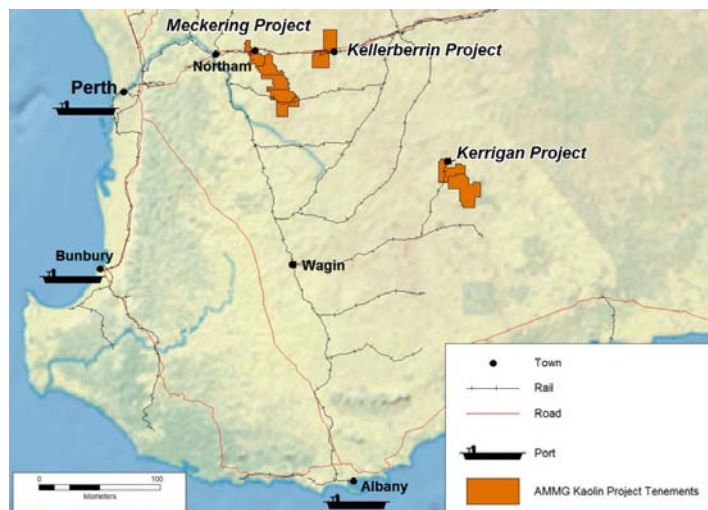 Meckering Project
Kellerberrin Project
Northam
Perth
Kerrigan Project
Bunbury
Wagin
Albany
Town
Rail
Road
Port
AMMG Kaolin Project Tenements
0 100
kilometers